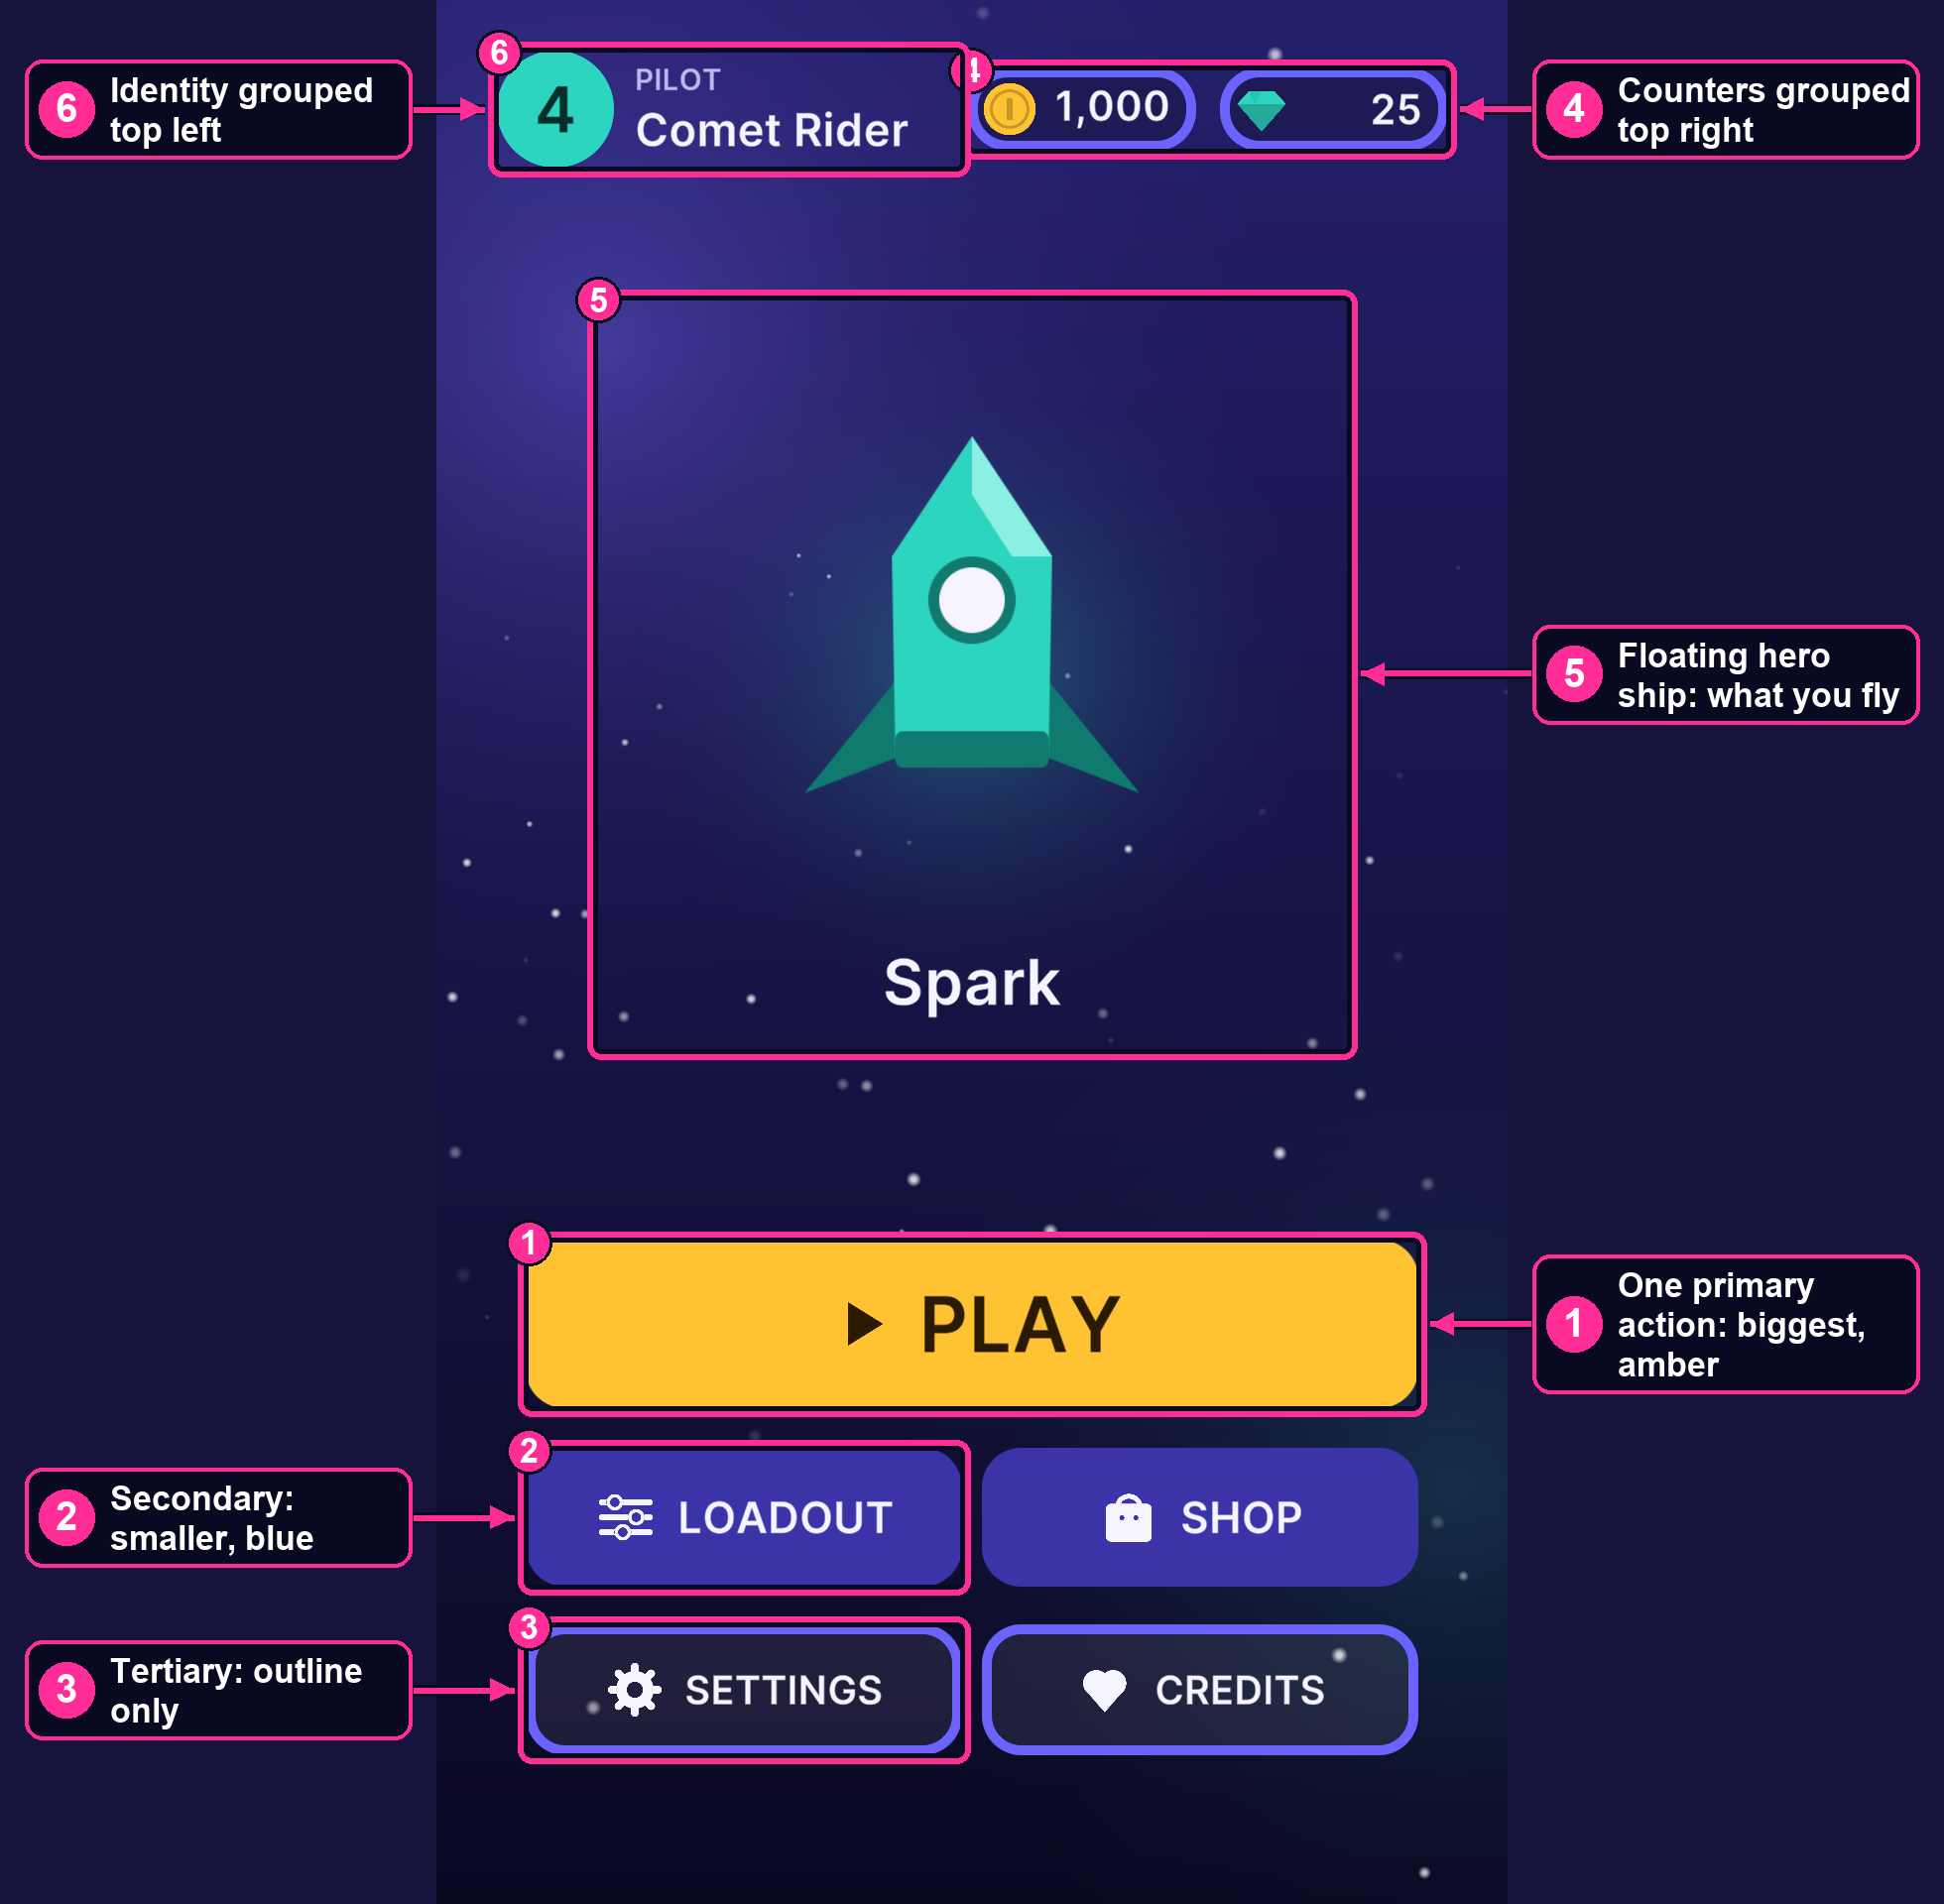 6
Identity grouped
top left
6
4
PILOT
Comet Rider
4
1,000
25
4
Counters grouped
top right
5
5
Floating hero
ship: what you fly
Spark
1
PLAY
1
One primary
action: biggest,
amber
2
Secondary:
smaller, blue
2
LOADOUT
SHOP
3
Tertiary: outline
only
3
SETTINGS
CREDITS